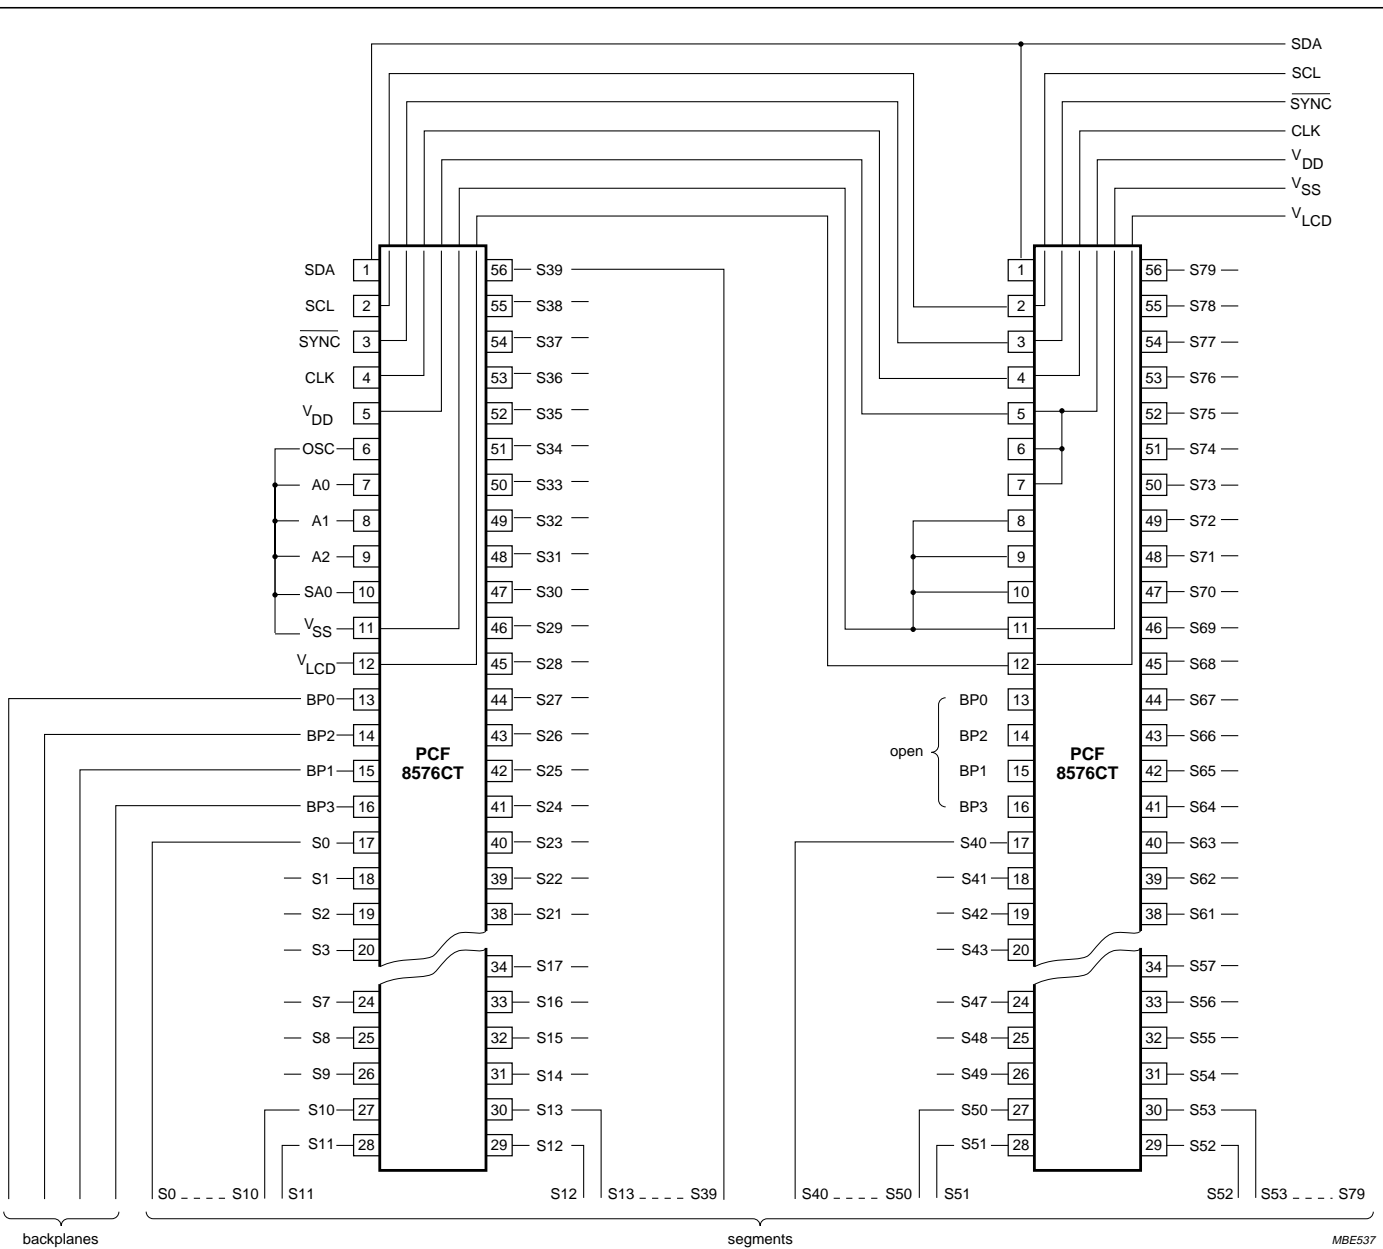 SDA
SCL
SYNC
CLK
VDD
VSS
VLCD
SDA 1 56 S39 1 56 S79
SCL 2 55 S38 2 55 S78
SYNC 3 54 S37 3 54 S77
CLK 4 53 S36 4 53 S76
VDD 5 52 S35 5 52 S75
OSC 6 51 S34 6 51 S74
A0 7 50 S33 7 50 S73
A1 8 49 S32 8 49 S72
A2 9 48 S31 9 48 S71
SA0 10 47 S30 10 47 S70
VSS 11 46 S29 11 46 S69
VLCD 12 45 S28 12 45 S68
BP0 13 44 S27 BP0 13 44 S67
BP2 14 43 S26 BP2 14 43 S66
PCF
8576CT
open
PCF
8576CT
BP1 15 42 S25 BP1 15 42 S65
BP3 16 41 S24 BP3 16 41 S64
S0 17 40 S23 S40 17 40 S63
S1 18 39 S22 S41 18 39 S62
S2 19 38 S21 S42 19 38 S61
S3 20 S43 20
34 S17 34 S57
S7 24 33 S16 S47 24 33 S56
S8 25 32 S15 S48 25 32 S55
S9 26 31 S14 S49 26 31 S54
S10 27 30 S13 S50 27 30 S53
S11 28 29 S12 S51 28 29 S52
S0 S10 S11 S12 S13 S39 S40 S50 S51 S52 S53 S79
backplanes segments MBE537